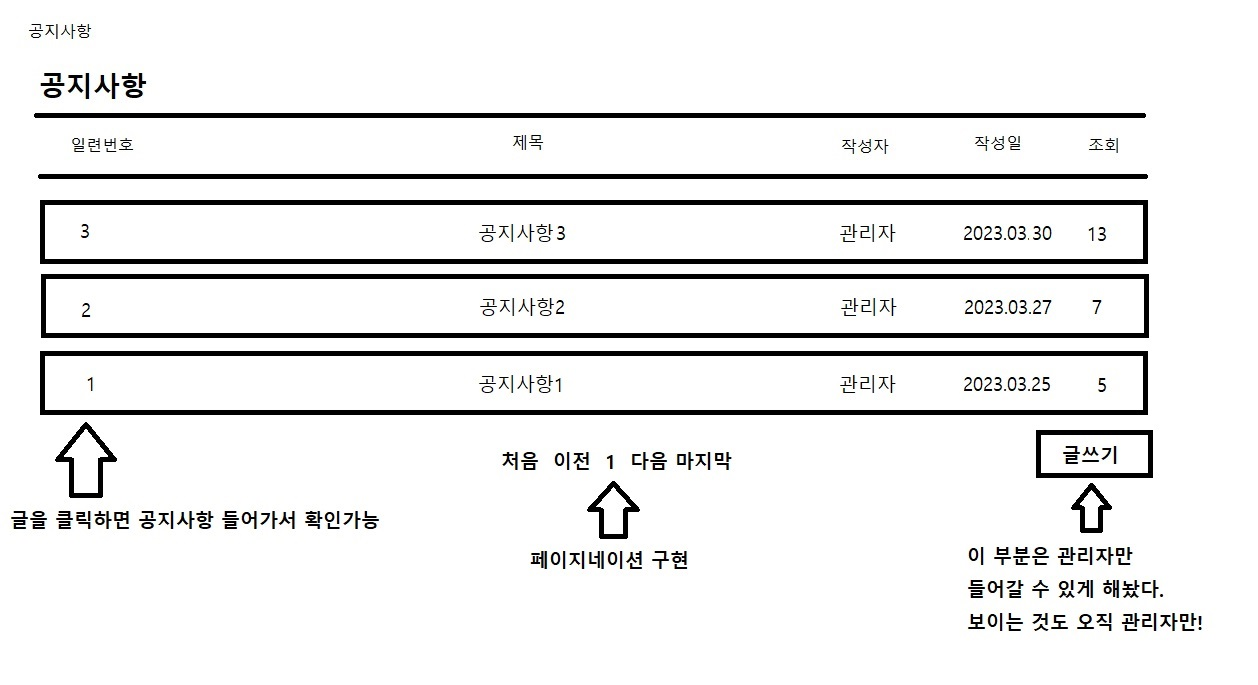 공지사항
공지사항
일련번호 제목 작성자 작성일 조회
3 공지사항3 관리자 2023.03.30 13
2 공지사항2 관리자 2023.03.27 7
1 공지사항1 관리자 2023.03.25 5
처음 이전 1 다음 마지막 글쓰기
글을 클릭하면 공지사항 들어가서 확인가능
페이지네이션 구현
이 부분은 관리자만
들어갈 수 있게 해놨다.
보이는 것도 오직 관리자만!